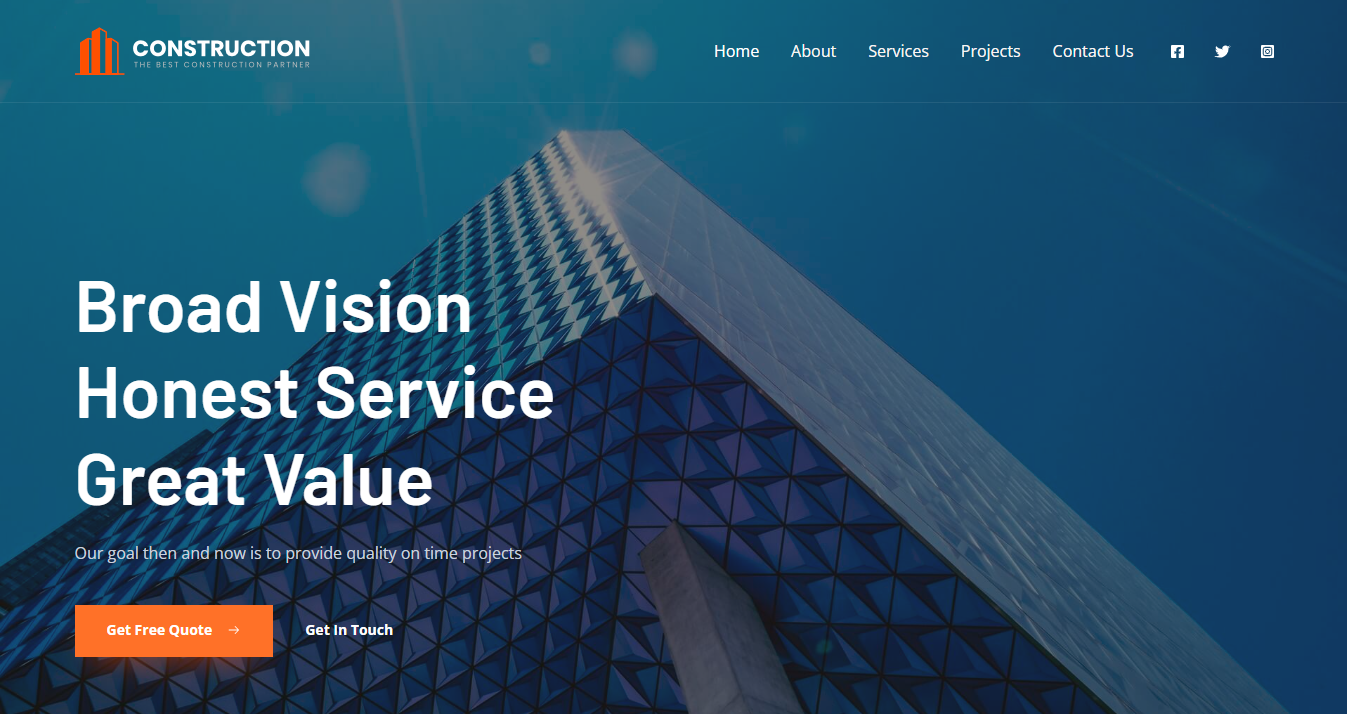 CONSTRUCTION
THE BEST CONSTRUCTION PARTNER
Home About Services Projects Contact Us
Broad Vision
Honest Service
Great Value
Our goal then and now is to provide quality on time projects
Get Free Quote → Get In Touch